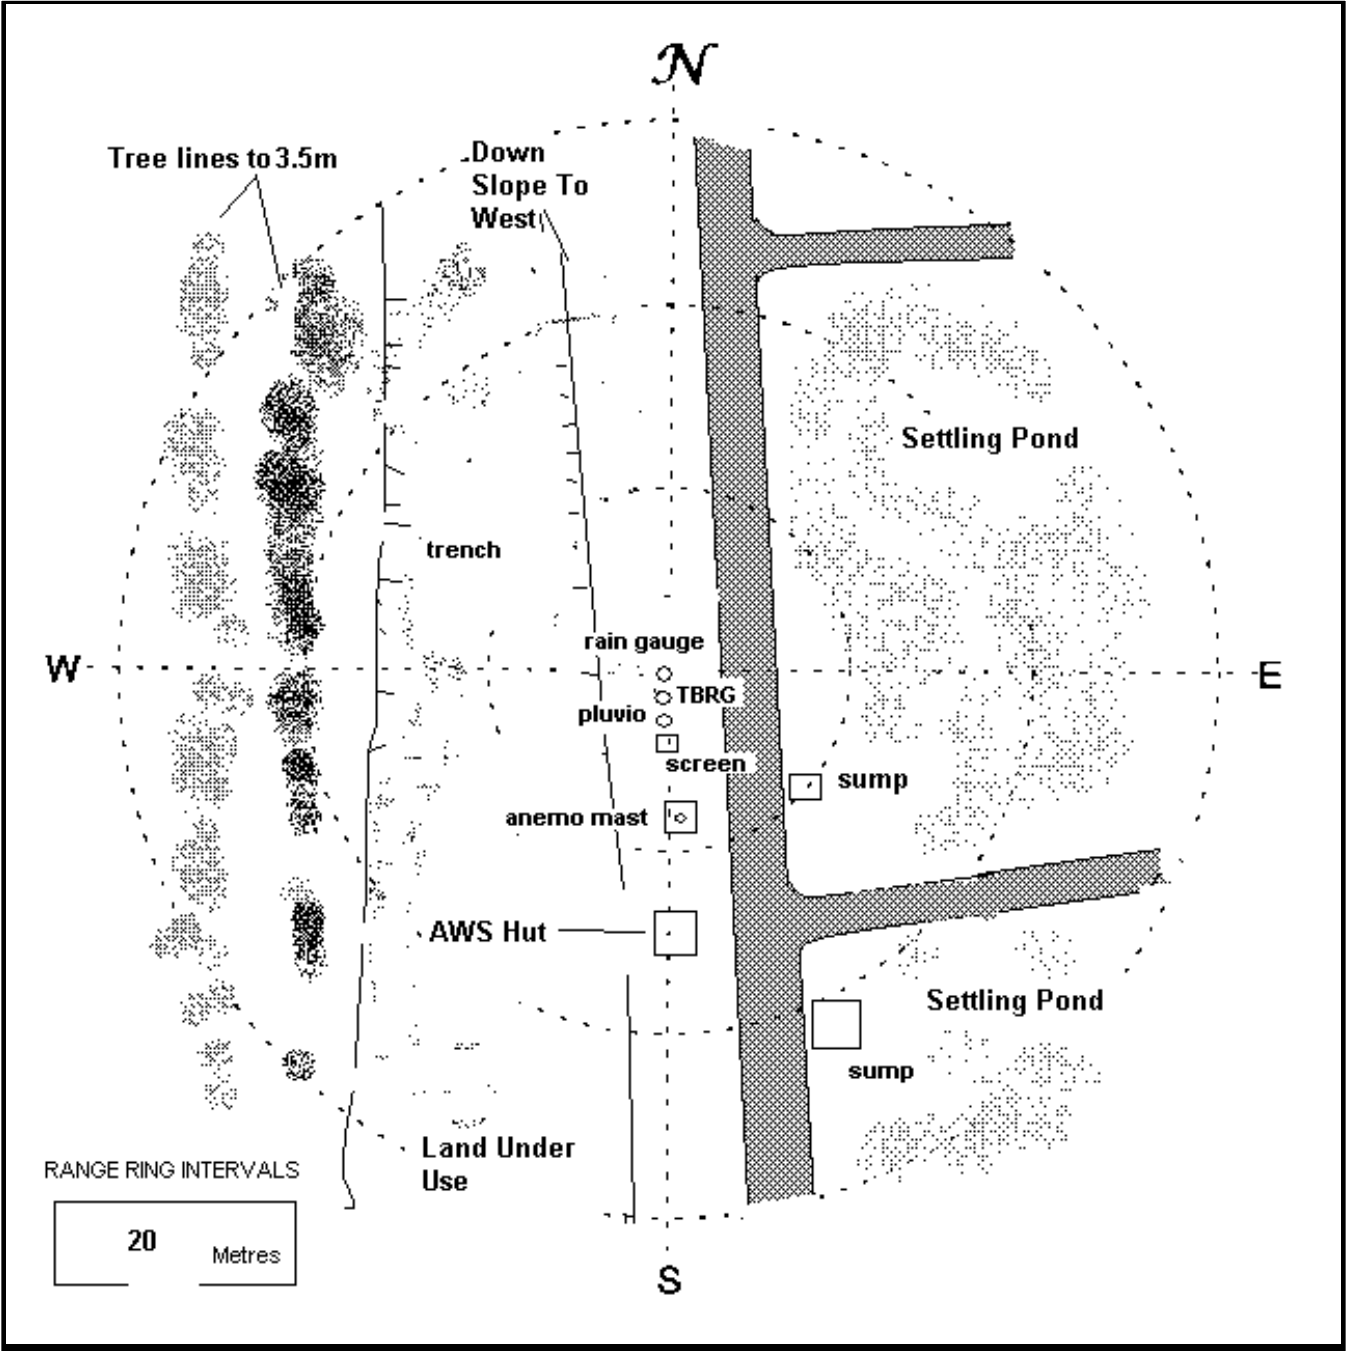 N
Tree lines to 3.5m
Down
Slope To
West
Settling Pond
trench
rain gauge
W
E
TBRG
pluvio
screen
sump
anemo mast
AWS Hut
Settling Pond
sump
Land Under
Use
RANGE RING INTERVALS
20 Metres
S